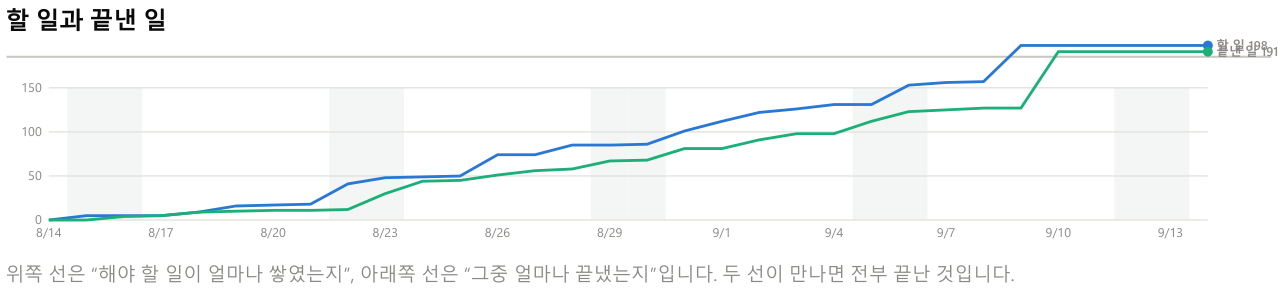 할 일과 끝낸 일
할 일 198
끝낸 일 191
150
100
50
0
8/14 8/17 8/20 8/23 8/26 8/29 9/1 9/4 9/7 9/10 9/13
위쪽 선은 “해야 할 일이 얼마나 쌓였는지”, 아래쪽 선은 “그중 얼마나 끝냈는지”입니다. 두 선이 만나면 전부 끝난 것입니다.